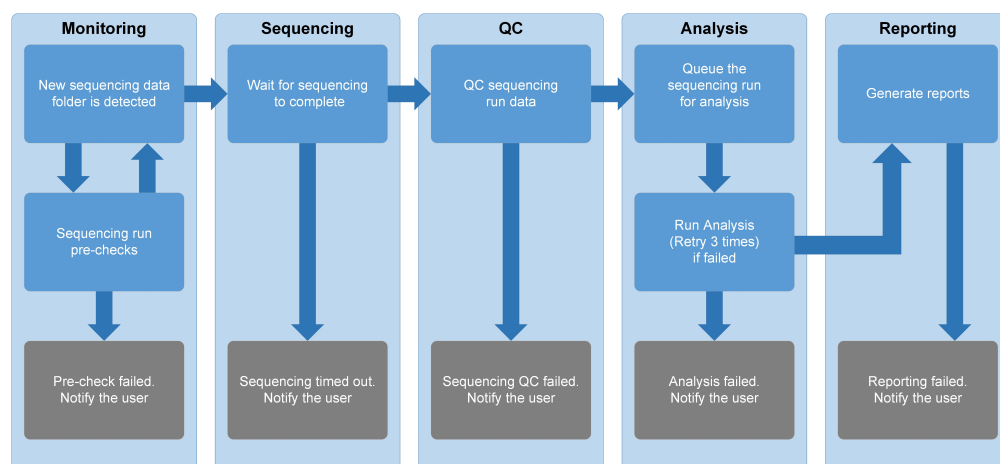 Monitoring
New sequencing data
folder is detected
Sequencing run
pre-checks
Pre-check failed.
Notify the user
Sequencing
Wait for sequencing
to complete
Sequencing timed out.
Notify the user
QC
QC sequencing
run data
Sequencing QC failed.
Notify the user
Analysis
Queue the
sequencing run
for analysis
Run Analysis
(Retry 3 times)
if failed
Analysis failed.
Notify the user
Reporting
Generate reports
Reporting failed.
Notify the user